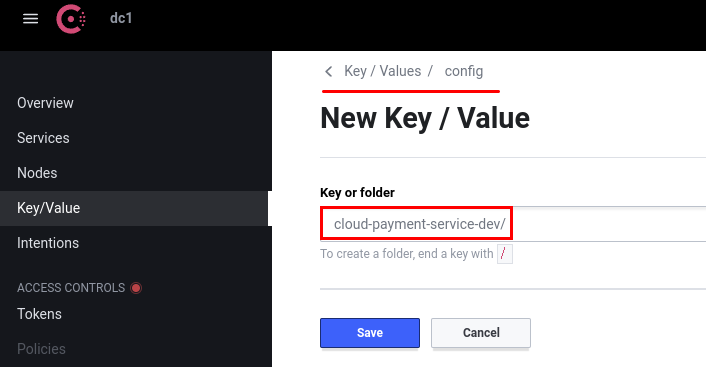 dc1
Overview
Services
Nodes
Key/Value
Intentions
ACCESS CONTROLS
Tokens
Policies
Key / Values / config
New Key / Value
Key or folder
cloud-payment-service-dev/
To create a folder, end a key with /
Save Cancel